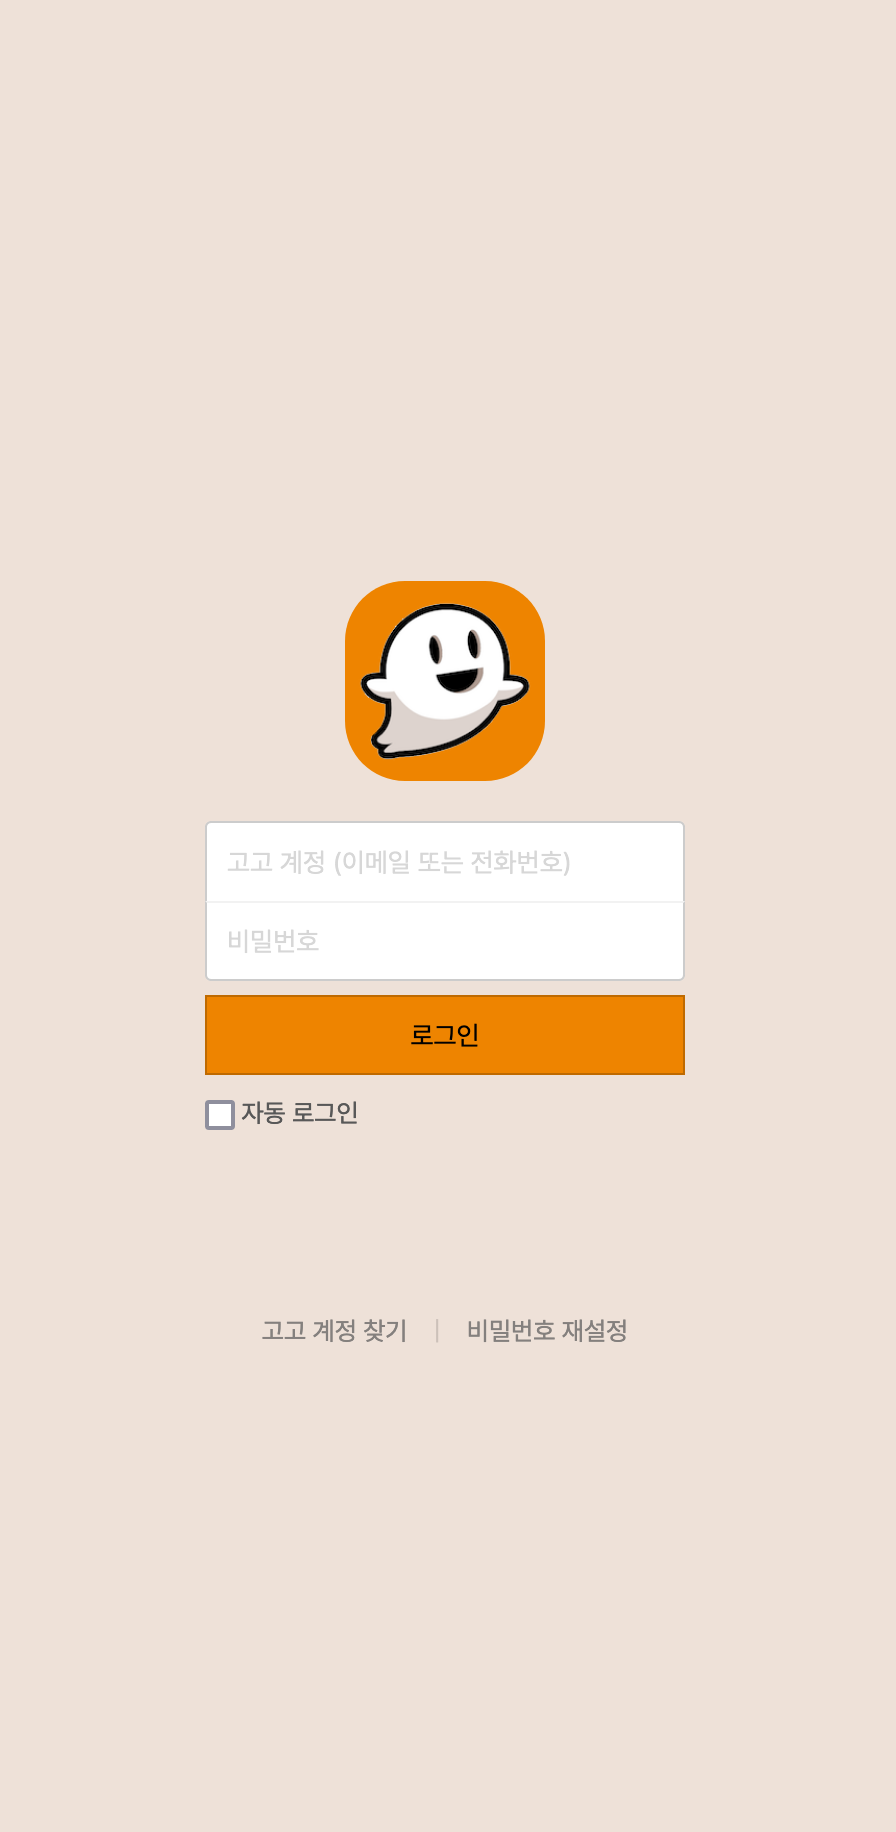 고고 계정 (이메일 또는 전화번호)
비밀번호
로그인
자동 로그인
고고 계정 찾기 | 비밀번호 재설정